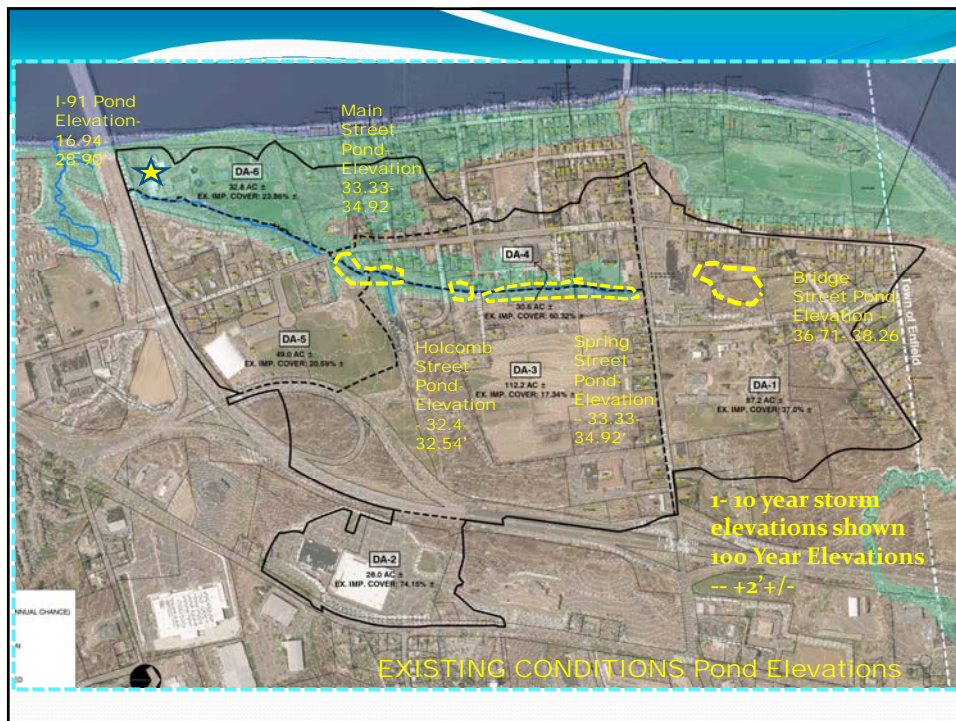 I-91 Pond
Elevation-
16.94-
28.90'
Main
Street
Pond-
Elevation –
33.33-
34.92
DA-6
32.8 AC ±
EX. IMP. COVER: 23.86% ±
DA-4
30.6 AC ±
EX. IMP. COVER: 60.32% ±
Bridge
Street Pond-
Elevation –
36.71- 38.26
Town of Enfield
DA-5
49.0 AC ±
EX. IMP. COVER: 20.59% ±
Holcomb
Street
Pond-
Elevation
- 32.4-
32.54'
DA-3
112.2 AC ±
EX. IMP. COVER: 17.34% ±
Spring
Street
Pond-
Elevation
– 33.33-
34.92'
DA-1
67.2 AC ±
EX. IMP. COVER: 37.0% ±
1- 10 year storm
elevations shown
100 Year Elevations
-- +2'+/-
DA-2
28.0 AC ±
EX. IMP. COVER: 74.15% ±
NNUAL CHANCE)
N
ED
EXISTING CONDITIONS Pond Elevations